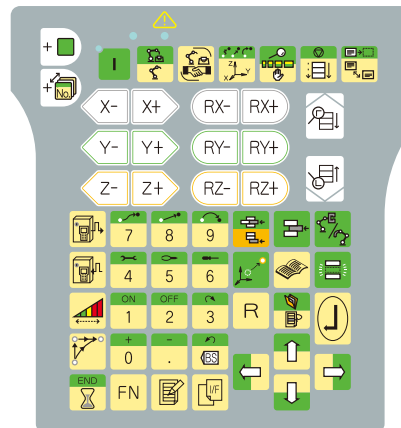 +
+ No.
I
Z X Y
X- X+ RX- RX+
Y- Y+ RY- RY+
Z- Z+ RZ- RZ+
7 8 9
4 5 6
ON OFF
1 2 3 R
+ -
0 . BS
END
FN I/F